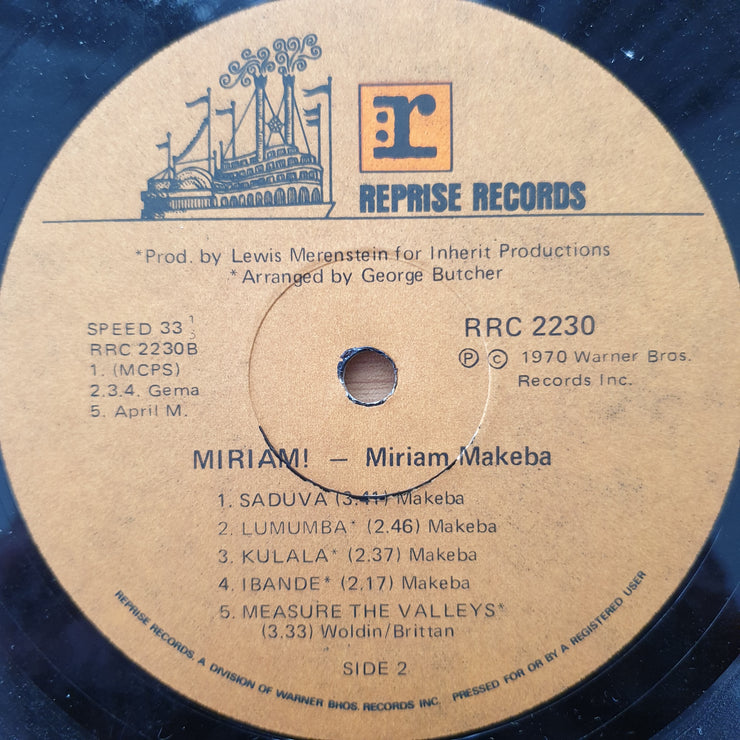 r
REPRISE RECORDS
*Prod. by Lewis Merenstein for Inherit Productions
*Arranged by George Butcher
SPEED 33 1/3
RRC 2230B
1. (MCPS)
2.3.4. Gema
5. April M.
RRC 2230
Ⓟ © 1970 Warner Bros.
Records Inc.
MIRIAM! — Miriam Makeba
1. SADUVA (3.41) Makeba
2. LUMUMBA* (2.46) Makeba
3. KULALA* (2.37) Makeba
4. IBANDE* (2.17) Makeba
5. MEASURE THE VALLEYS*
(3.33) Woldin/Brittan
SIDE 2
REPRISE RECORDS. A DIVISION OF WARNER BROS. RECORDS INC. PRESSED FOR OR BY A REGISTERED USER